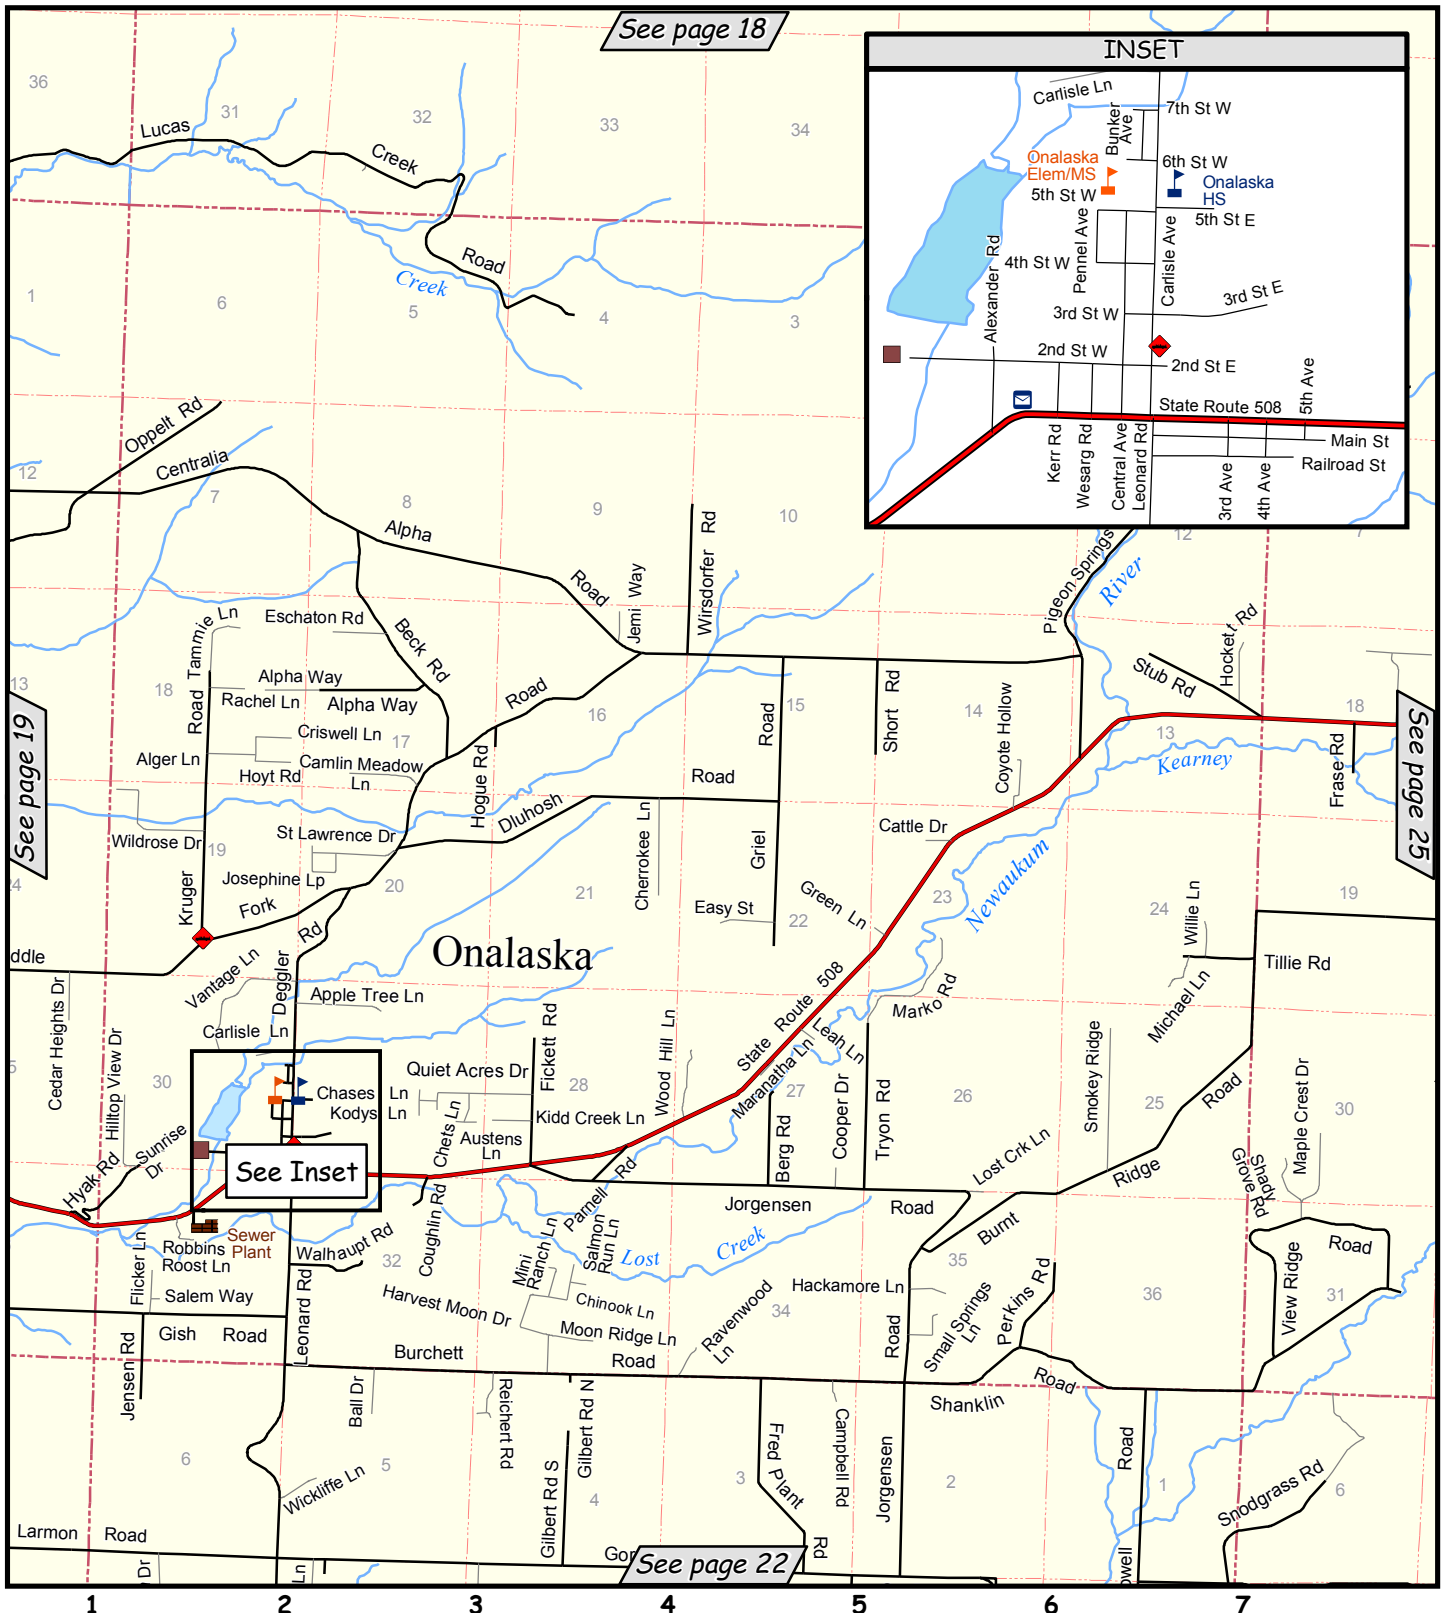 See page 18
INSET
Carlisle Ln
7th St W
Bunker
Ave
6th St W
Onalaska
Elem/MS
Onalaska
HS
5th St W
5th St E
Pennel Ave
Carlisle Ave
4th St W
Alexander Rd
3rd St W
3rd St E
2nd St W
2nd St E
State Route 508
5th Ave
Main St
Railroad St
Kerr Rd
Wesarg Rd
Central Ave
Leonard Rd
3rd Ave
4th Ave
36
31
32
33
34
Lucas
Creek
Road
Creek
1
6
5
4
3
Oppelt Rd
Centralia
12
7
8
9
10
12
7
Alpha
Road
Jemi Way
Wirsdorfer Rd
Pigeon Springs
River
Tammie Ln
Eschaton Rd
Beck Rd
Hockett Rd
Stub Rd
13
18
Road
Alpha Way
Rachel Ln
Alpha Way
Road
16
15
Short Rd
14
Coyote Hollow
18
13
See page 19
See page 25
Criswell Ln
17
Alger Ln
Camlin Meadow
Ln
Hoyt Rd
Hogue Rd
Road
Road
Kearney
Frase Rd
Dluhosh
Wildrose Dr
St Lawrence Dr
Cherokee Ln
Griel
Cattle Dr
Newaukum
19
Josephine Lp
20
21
Easy St
22
Green Ln
23
24
Willie Ln
19
24
Kruger
Fork
Rd
ddle
Vantage Ln
Deggler
Onalaska
Tillie Rd
Michael Ln
Cedar Heights Dr
Apple Tree Ln
Carlisle Ln
Fickett Rd
Wood Hill Ln
State Route 508
Leah Ln
Maranatha Ln
Marko Rd
Hilltop View Dr
30
5
Quiet Acres Dr
28
27
26
Smokey Ridge
25
Road
Maple Crest Dr
30
Chases Ln
Kodys Ln
Chets Ln
Kidd Creek Ln
Austens
Ln
Berg Rd
Cooper Dr
Tryon Rd
Lost Crk Ln
Ridge
Shady
Grove Rd
Sunrise
Dr
Hyak Rd
See Inset
Jorgensen
Road
Burnt
Parnell Rd
Coughlin Rd
Sewer
Plant
Robbins
Roost Ln
Flicker Ln
Walhaupt Rd
32
Mini
Ranch Ln
Salmon
Run Ln
Lost
Creek
35
Road
View Ridge
31
36
Salem Way
Leonard Rd
Harvest Moon Dr
Chinook Ln
Hackamore Ln
34
Ravenwood
Ln
Small Springs
Ln
Perkins Rd
Gish Road
Moon Ridge Ln
Burchett
Road
Road
Jensen Rd
Road
Shanklin
Ball Dr
Reichert Rd
Gilbert Rd N
Fred Plant
Rd
Campbell Rd
Jorgensen
Road
6
5
4
3
2
1
6
Wickliffe Ln
Gilbert Rd S
Snodgrass Rd
Larmon Road
Dr
Ln
Gor
See page 22
owell
1
2
3
4
5
6
7